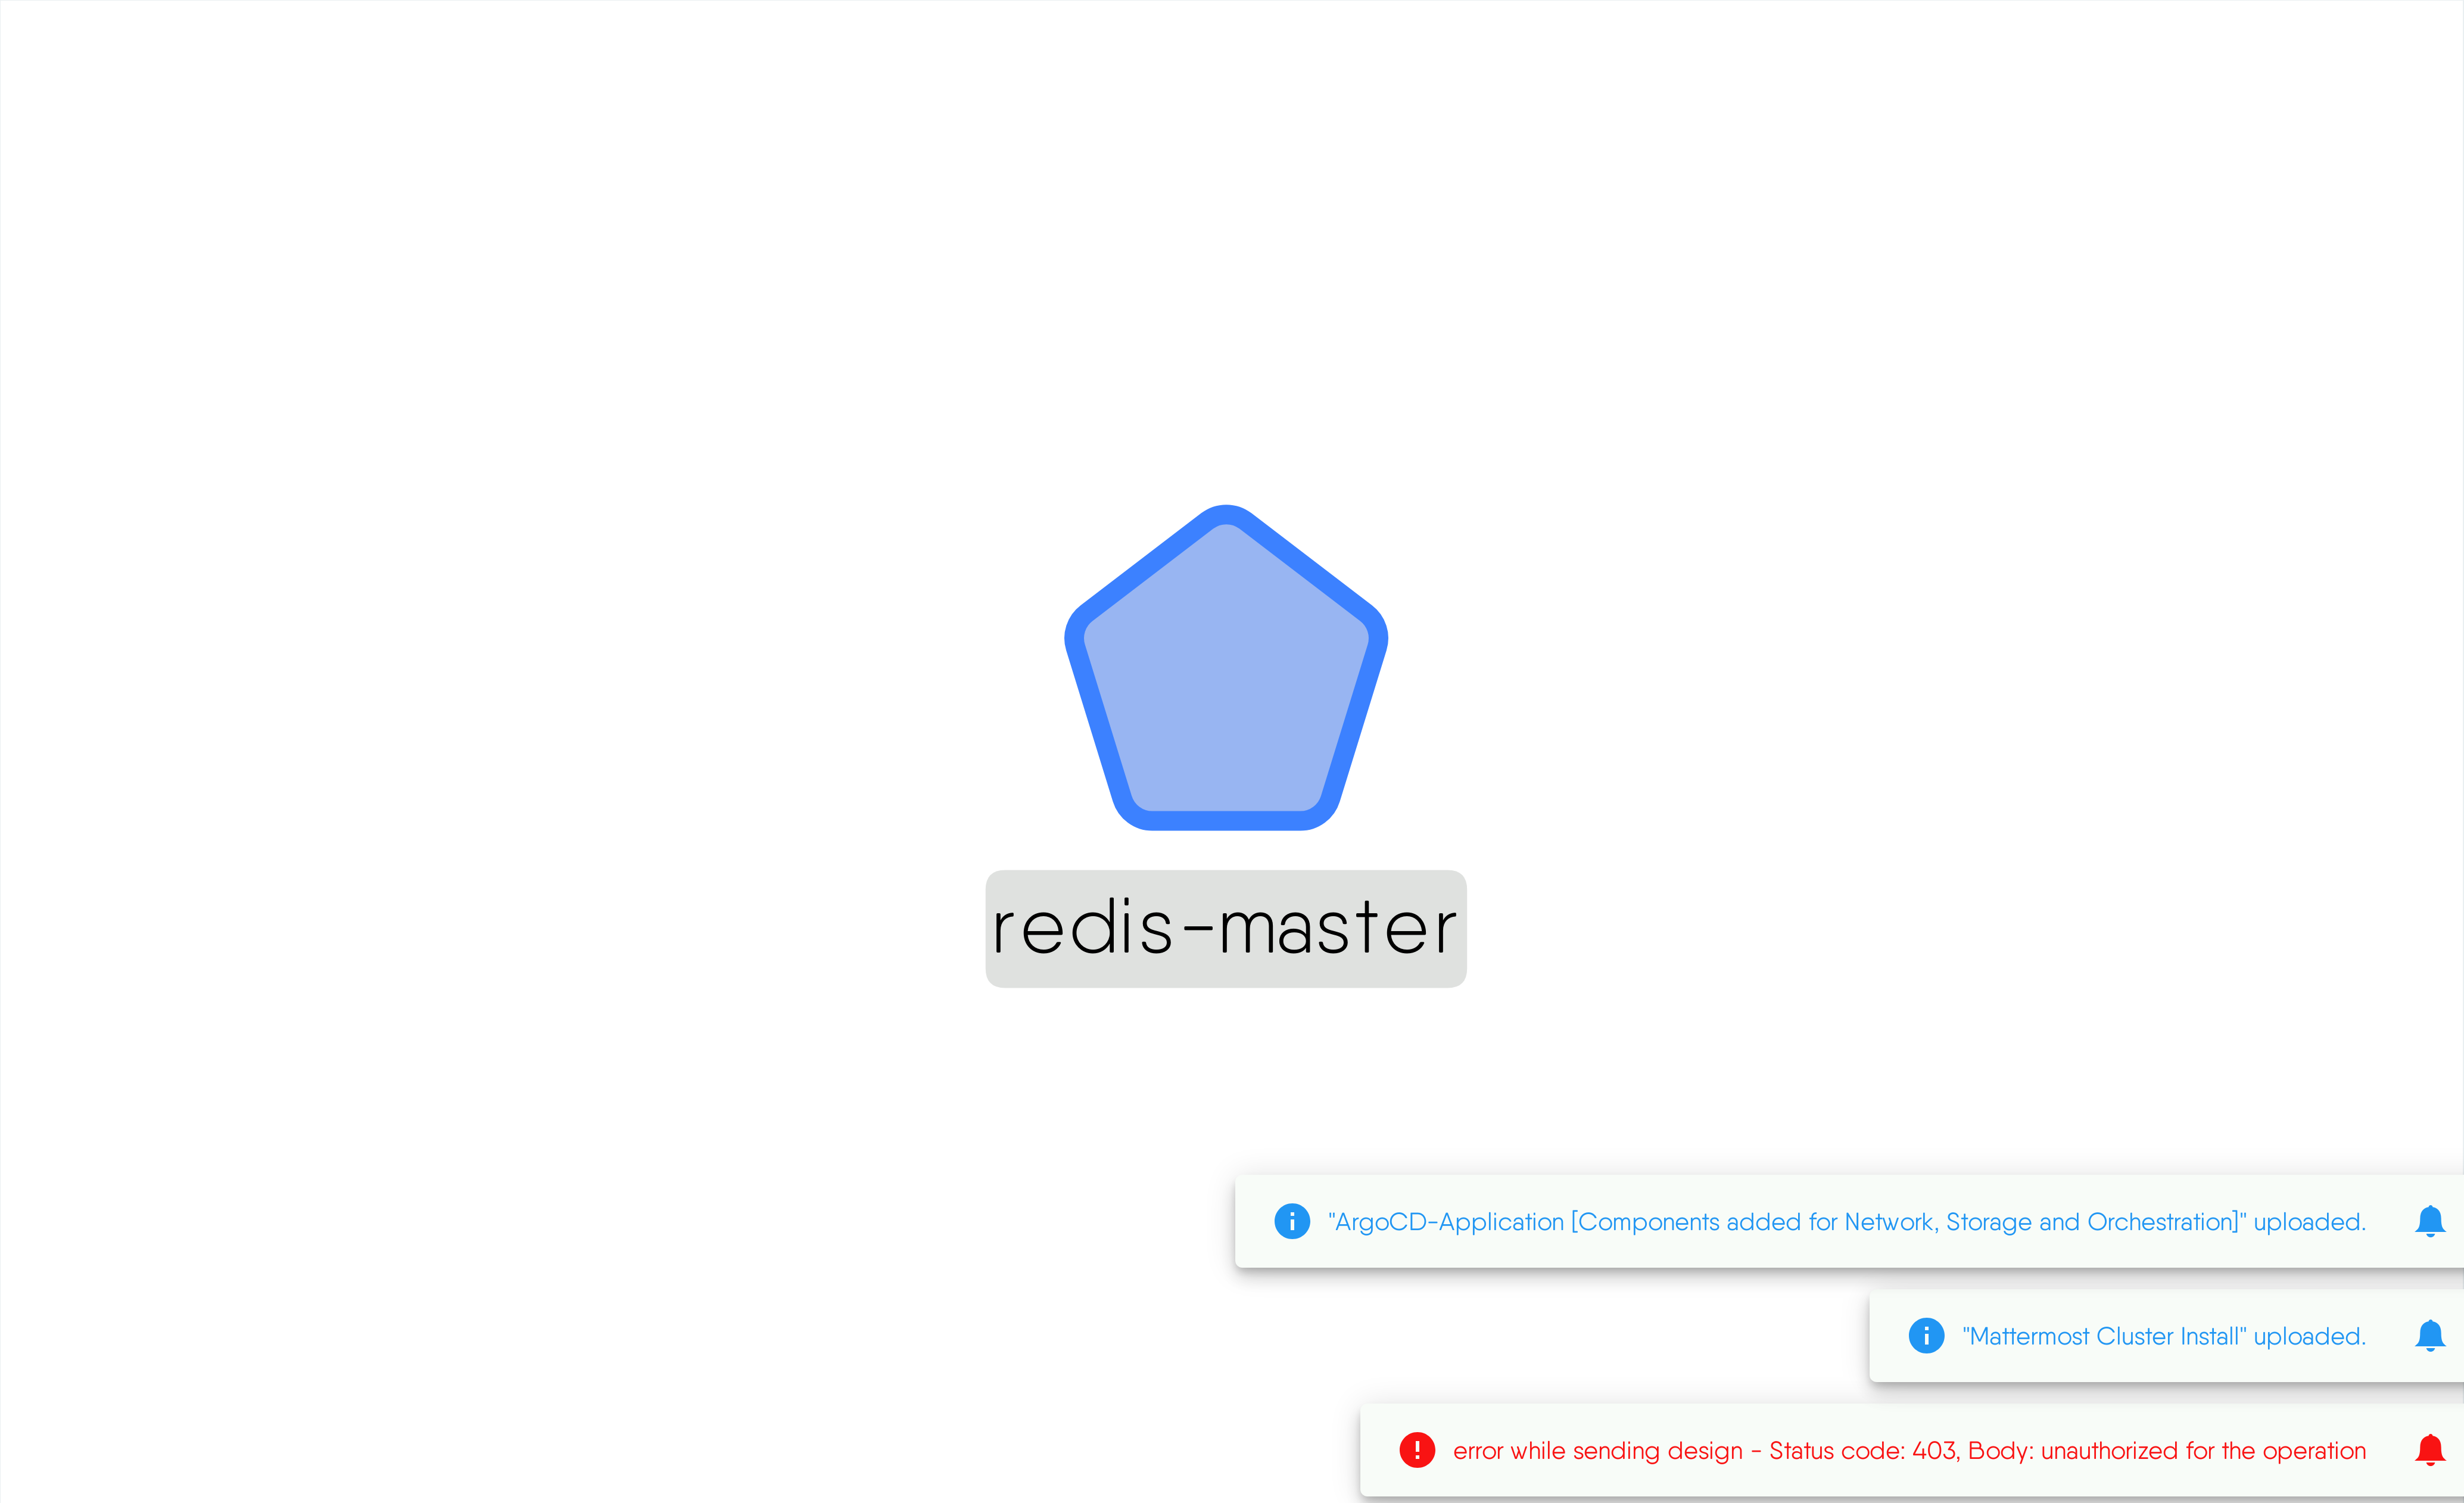 redis-master
"ArgoCD-Application [Components added for Network, Storage and Orchestration]" uploaded.
"Mattermost Cluster Install" uploaded.
error while sending design - Status code: 403, Body: unauthorized for the operation